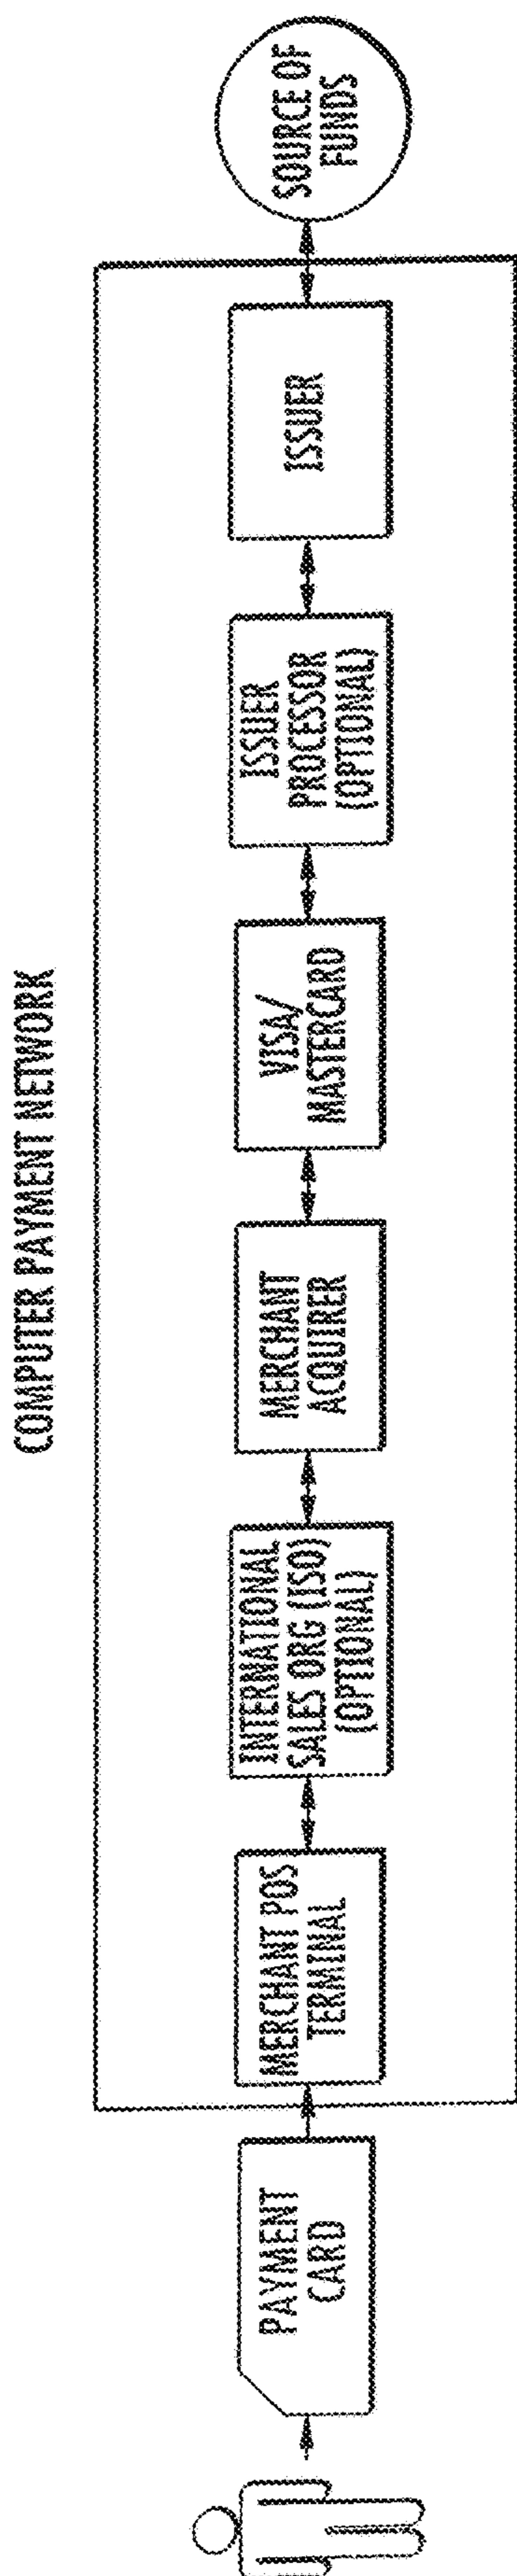 COMPUTER PAYMENT NETWORK
PAYMENT
CARD
MERCHANT POS
TERMINAL
INTERNATIONAL
SALES ORG (ISO)
(OPTIONAL)
MERCHANT
ACQUIRER
VISA/
MASTERCARD
ISSUER
PROCESSOR
(OPTIONAL)
ISSUER
SOURCE OF
FUNDS